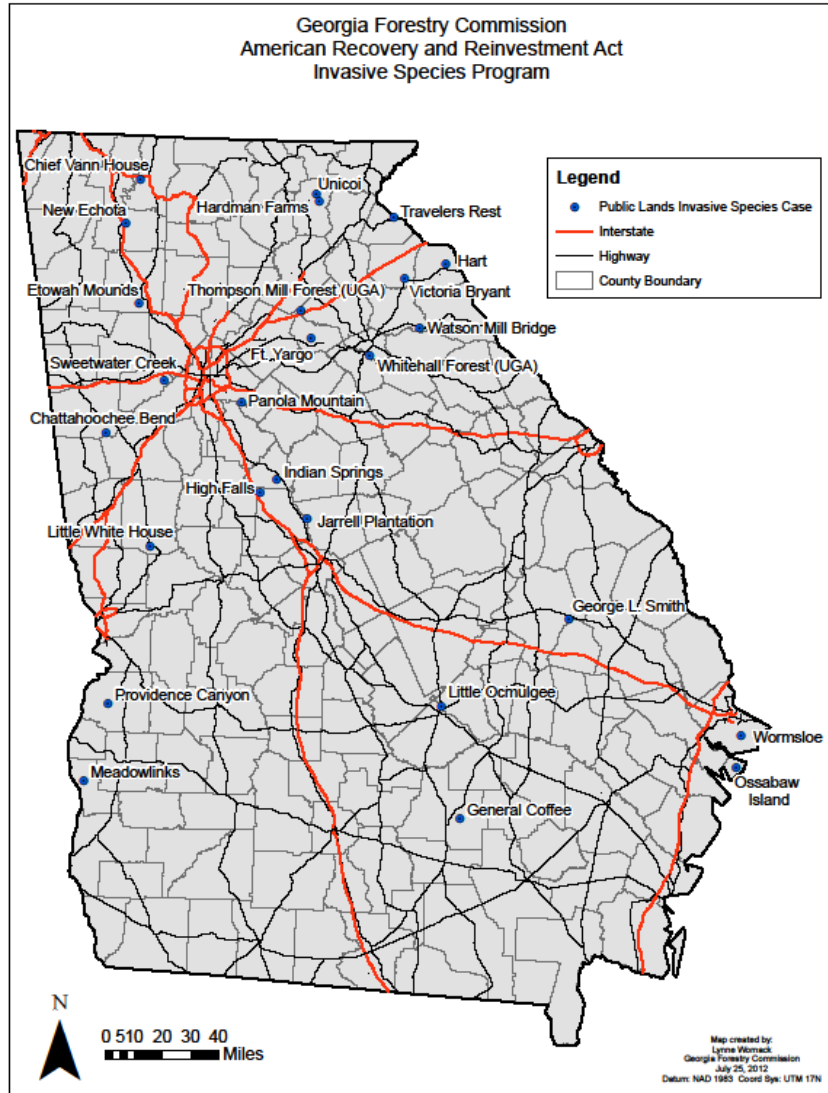 Georgia Forestry Commission
American Recovery and Reinvestment Act
Invasive Species Program
Chief Vann House
Unicoi
New Echota
Hardman Farms
Travelers Rest
Legend
Public Lands Invasive Species Case
Interstate
Highway
County Boundary
Hart
Etowah Mounds
Thompson Mill Forest (UGA)
Victoria Bryant
Watson Mill Bridge
Ft. Yargo
Sweetwater Creek
Whitehall Forest (UGA)
Panola Mountain
Chattahoochee Bend
Indian Springs
High Falls
Jarrell Plantation
Little White House
George L. Smith
Providence Canyon
Little Ocmulgee
Wormsloe
Meadowlinks
Ossabaw
Island
General Coffee
N
0 5 10 20 30 40
Miles
Map created by:
Lynne Womack
Georgia Forestry Commission
July 25, 2012
Datum: NAD 1983 Coord Sys: UTM 17N